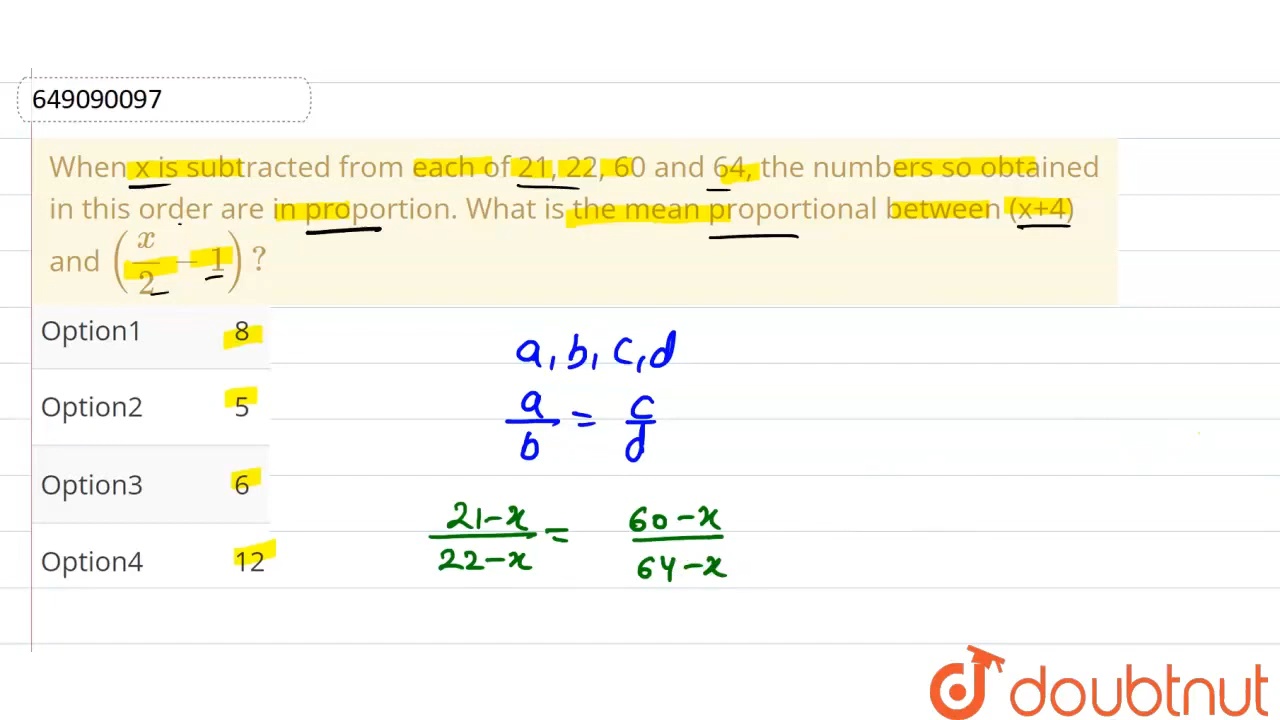 649090097
When x is subtracted from each of 21, 22, 60 and 64, the numbers so obtained
in this order are in proportion. What is the mean proportional between (x+4)
and (x/2 − 1) ?
Option1 8
a, b, c, d
Option2 5
a/b = c/d
Option3 6
21-x/22-x = 60-x/64-x
Option4 12
doubtnut